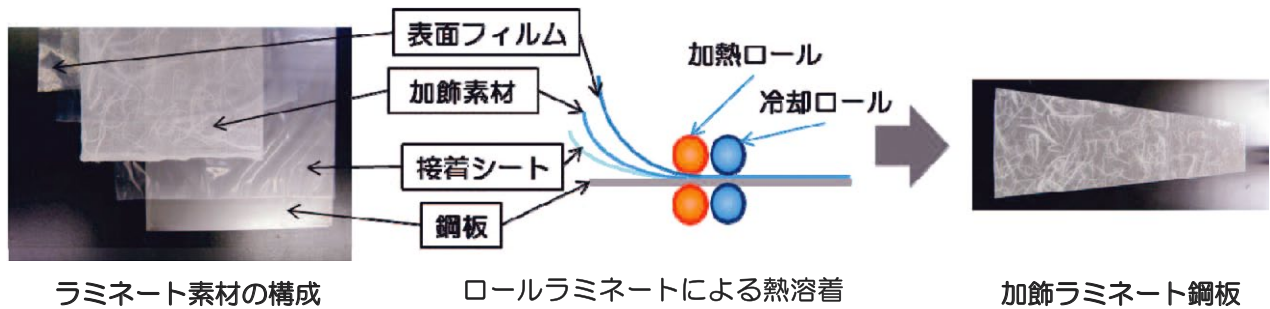 表面フィルム
加飾素材
接着シート
鋼板
加熱ロール
冷却ロール
ラミネート素材の構成
ロールラミネートによる熱溶着
加飾ラミネート鋼板